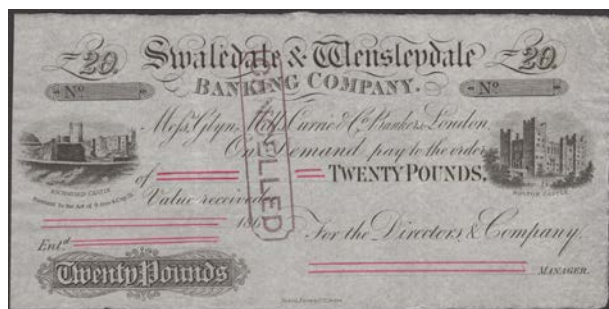 £20. Swaledale & Wensleydale £20.
Nº BANKING COMPANY. Nº
Messrs. Glyn, Mills, Currie & Co. Bankers, London.
On Demand pay to the order
of TWENTY POUNDS.
RICHMOND CASTLE
BOLTON CASTLE
Value received
186
CANCELLED
Entd.
For the Directors & Company.
Twenty Pounds
MANAGER.